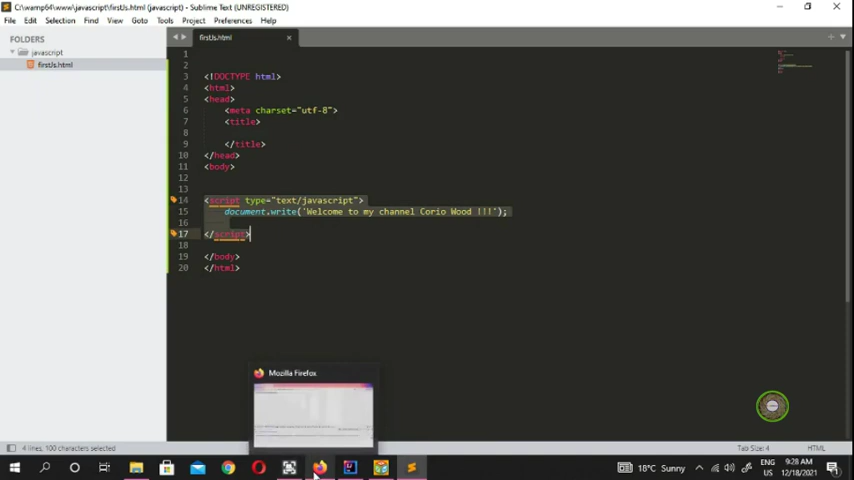 C:\wamp64\www\javascript\firstJs.html (javascript) - Sublime Text (UNREGISTERED)
File Edit Selection Find View Goto Tools Project Preferences Help
FOLDERS
javascript
firstJs.html
firstJs.html
1
2
3 <!DOCTYPE html>
4 <html>
5 <head>
6 <meta charset="utf-8">
7 <title>
8
9 </title>
10 </head>
11 <body>
14 <script type="text/javascript">
15 document.write('Welcome to my channel Corio Wood !!!');
16
17 </script>
18
19 </body>
20 </html>
Mozilla Firefox
4 lines, 100 characters selected
Tab Size: 4
HTML
18°C Sunny
ENG
US
9:28 AM
12/18/2021